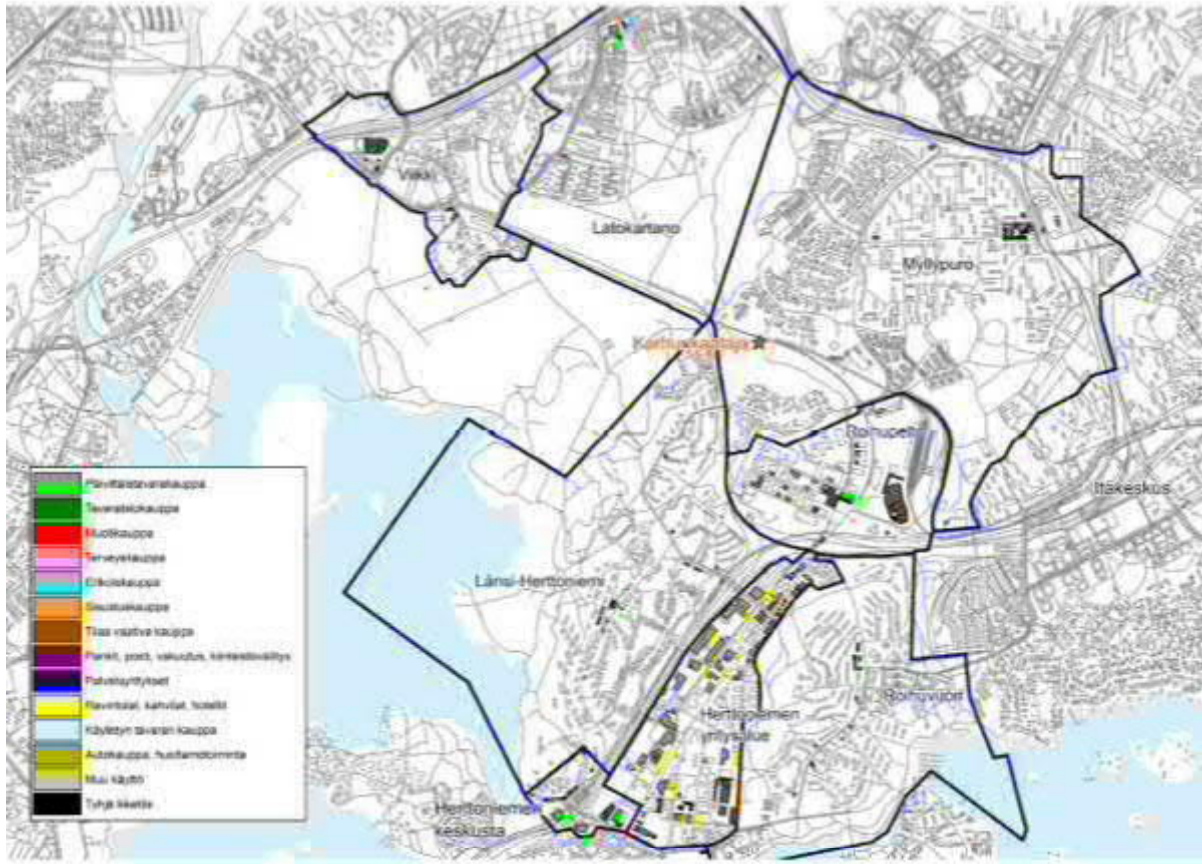 Viikki
Latokartano
Myllypuro
Karhunkaataja
Roihupelto
Itäkeskus
Länsi-Herttoniemi
Roihuvuori
Herttoniemen
yritysalue
Herttoniemen
keskusta
Päivittäistavarakauppa
Tavaratalokauppa
Muotikauppa
Terveyskauppa
Erikoiskauppa
Sisustuskauppa
Tilaa vaativa kauppa
Pankit, posti, vakuutus, kiinteistövälitys
Palveluyritykset
Ravintolat, kahvilat, hotellit
Käytetyn tavaran kauppa
Autokauppa, huoltamotoiminta
Muu käyttö
Tyhjä liiketila